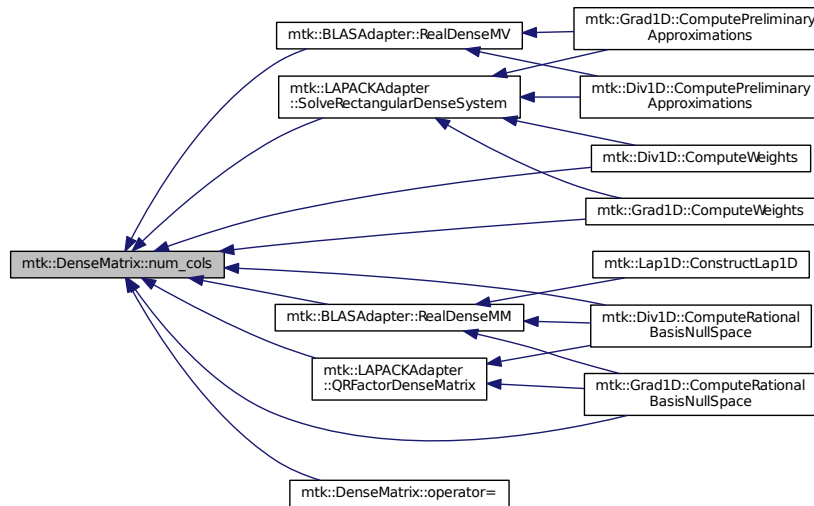 mtk::DenseMatrix::num_cols
mtk::BLASAdapter::RealDenseMV
mtk::LAPACKAdapter
::SolveRectangularDenseSystem
mtk::BLASAdapter::RealDenseMM
mtk::LAPACKAdapter
::QRFactorDenseMatrix
mtk::DenseMatrix::operator=
mtk::Grad1D::ComputePreliminary
Approximations
mtk::Div1D::ComputePreliminary
Approximations
mtk::Div1D::ComputeWeights
mtk::Grad1D::ComputeWeights
mtk::Lap1D::ConstructLap1D
mtk::Div1D::ComputeRational
BasisNullSpace
mtk::Grad1D::ComputeRational
BasisNullSpace